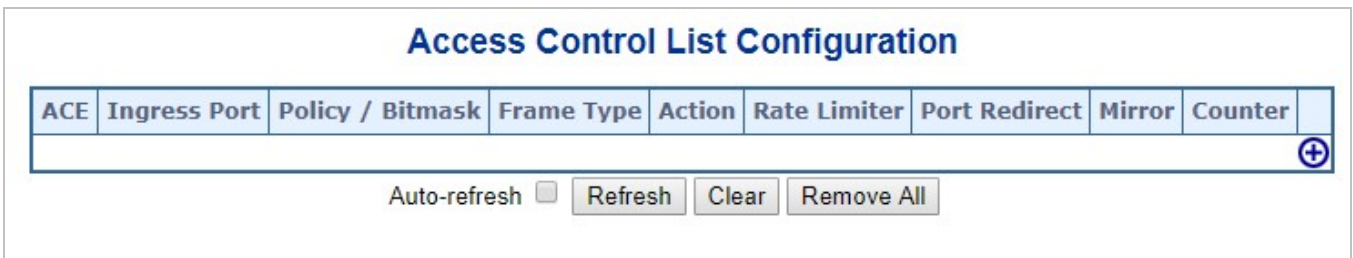 Access Control List Configuration
ACE Ingress Port Policy / Bitmask Frame Type Action Rate Limiter Port Redirect Mirror Counter
Auto-refresh Refresh Clear Remove All